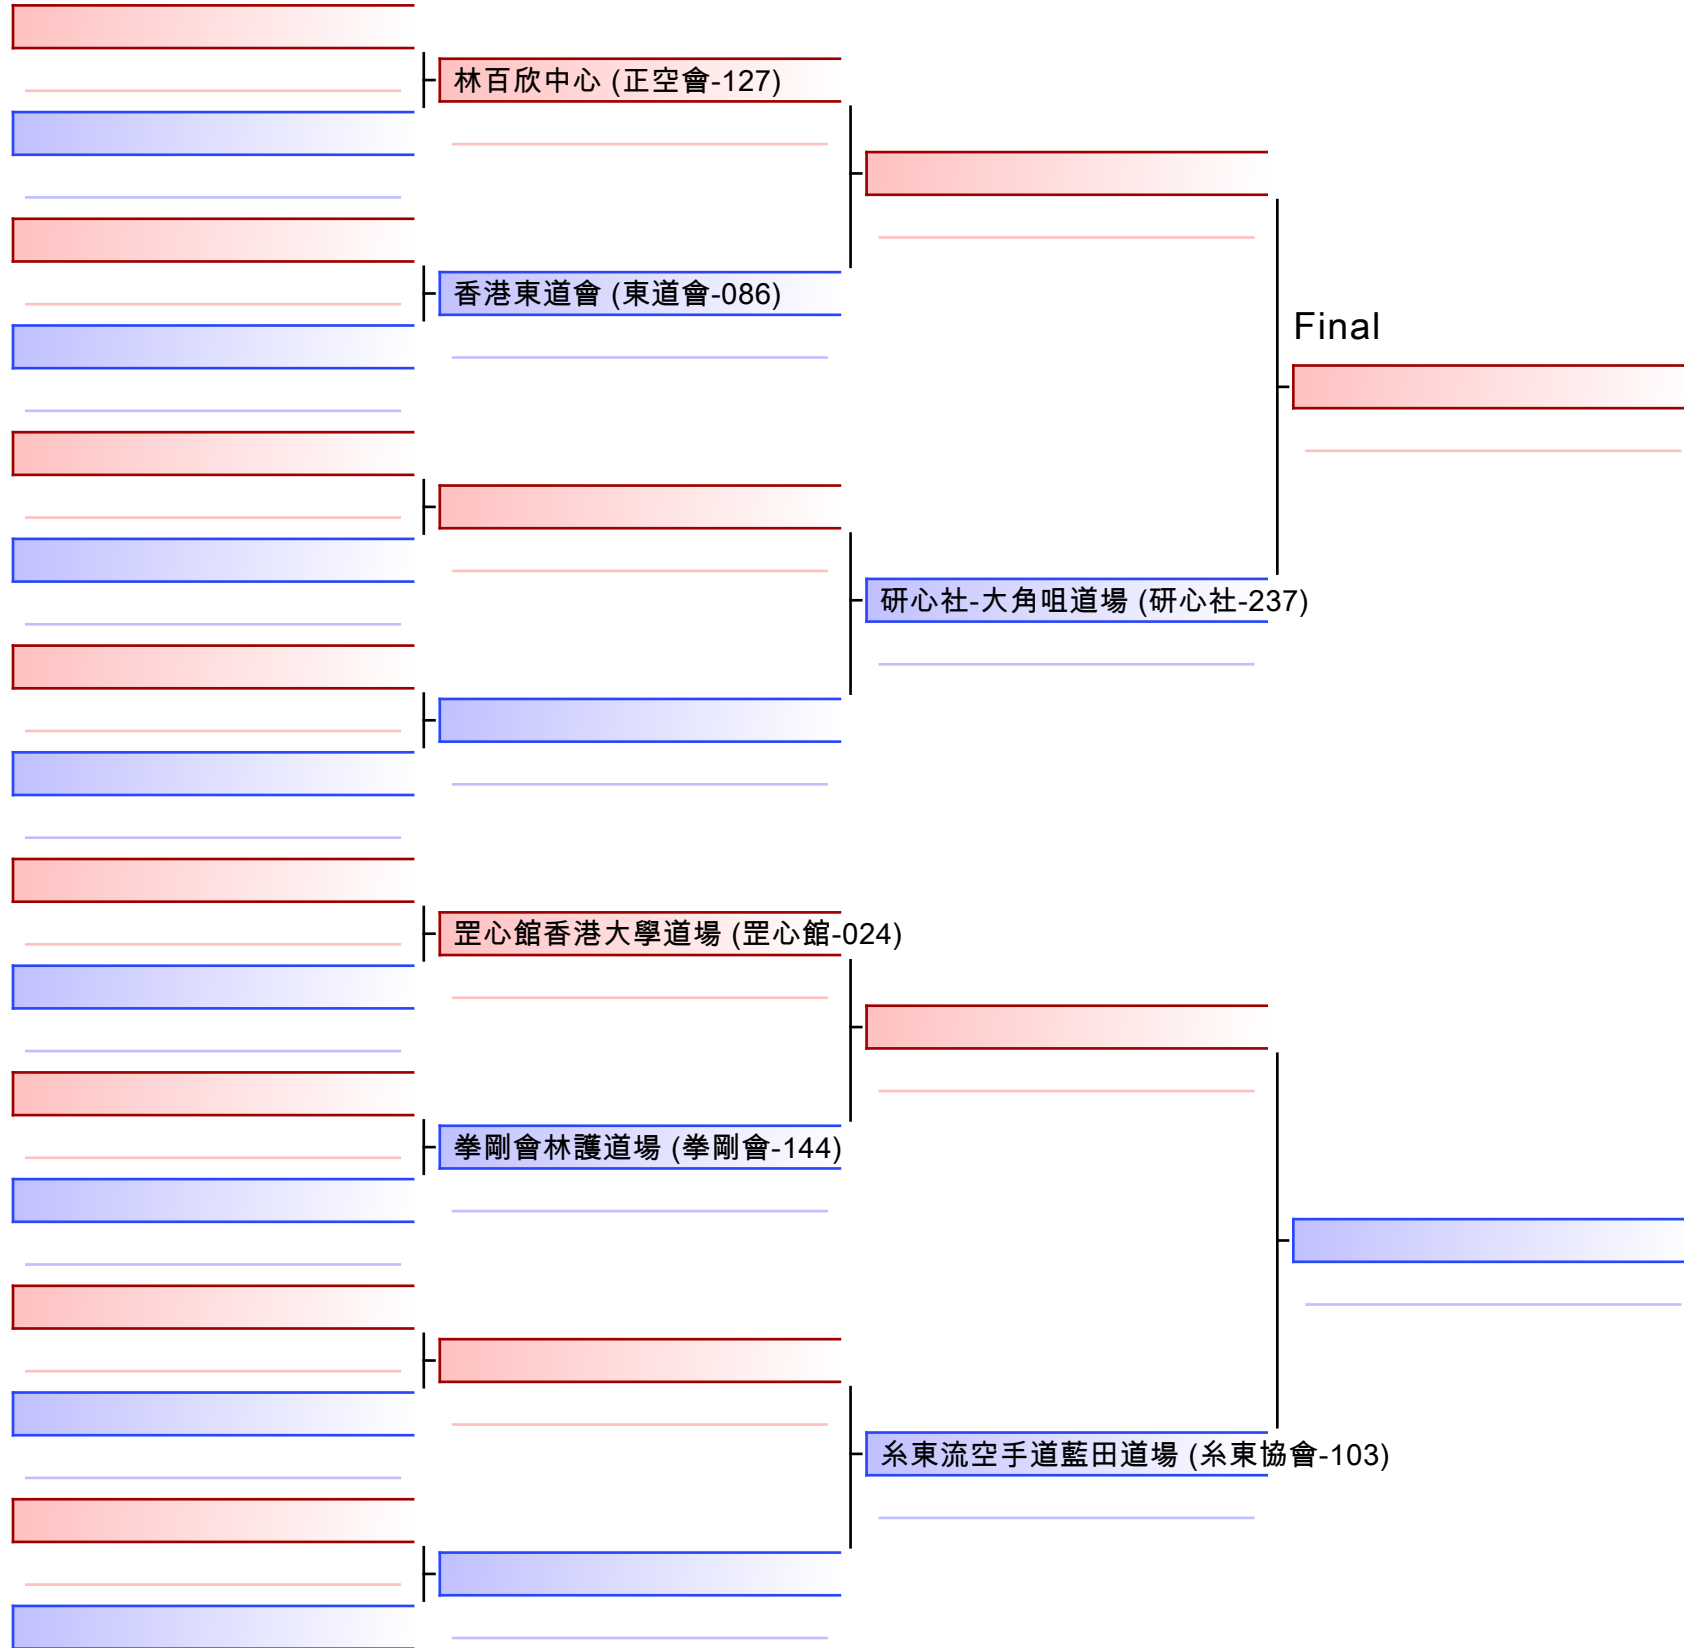 林百欣中心 (正空會-127)
香港東道會 (東道會-086)
Final
研心社-大角咀道場 (研心社-237)
罡心館香港大學道場 (罡心館-024)
拳剛會林護道場 (拳剛會-144)
糸東流空手道藍田道場 (糸東協會-103)